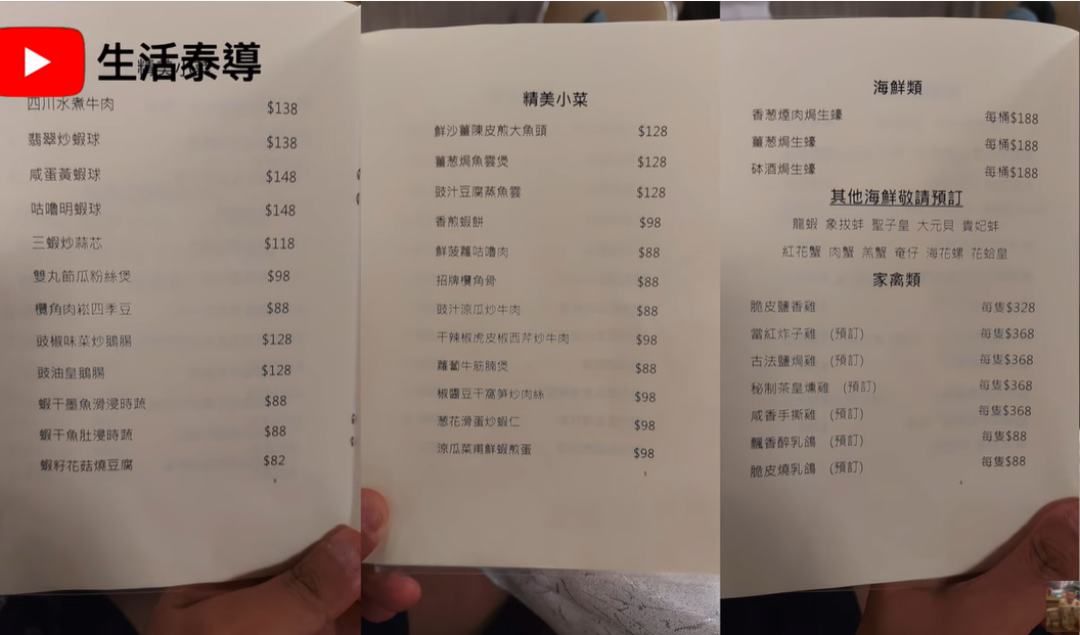 生活泰導
四川水煮牛肉 $138
翡翠炒蝦球 $138
咸蛋黃蝦球 $148
咕嚕明蝦球 $148
三蝦炒蒜芯 $118
雙丸節瓜粉絲煲 $98
欖角肉崧四季豆 $88
豉椒味菜炒鵝腸 $128
豉油皇鵝腸 $128
蝦干墨魚滑浸時蔬 $88
蝦干魚肚浸時蔬 $88
蝦籽花菇燒豆腐 $82
精美小菜
鮮沙薑陳皮煎大魚頭 $128
薑葱焗魚雲煲 $128
豉汁豆腐蒸魚雲 $128
香煎蝦餅 $98
鮮菠蘿咕嚕肉 $88
招牌欖角骨 $88
豉汁涼瓜炒牛肉 $88
干辣椒虎皮椒西芹炒牛肉 $98
蘿蔔牛筋腩煲 $88
椒醬豆干窩笋炒肉絲 $98
葱花滑蛋炒蝦仁 $98
涼瓜菜甫鮮蝦煎蛋 $98
海鮮類
香葱煙肉焗生蠔 每桶$188
薑葱焗生蠔 每桶$188
砵酒焗生蠔 每桶$188
其他海鮮敬請預訂
龍蝦 象拔蚌 聖子皇 大元貝 貴妃蚌
紅花蟹 肉蟹 羔蟹 奄仔 海花螺 花蛤皇
家禽類
脆皮鹽香雞 每隻$328
當紅炸子雞 (預訂) 每隻$368
古法鹽焗雞 (預訂) 每隻$368
秘制茶皇燻雞 (預訂) 每隻$368
咸香手撕雞 (預訂) 每隻$368
飄香醉乳鴿 (預訂) 每隻$88
脆皮燒乳鴿 (預訂) 每隻$88